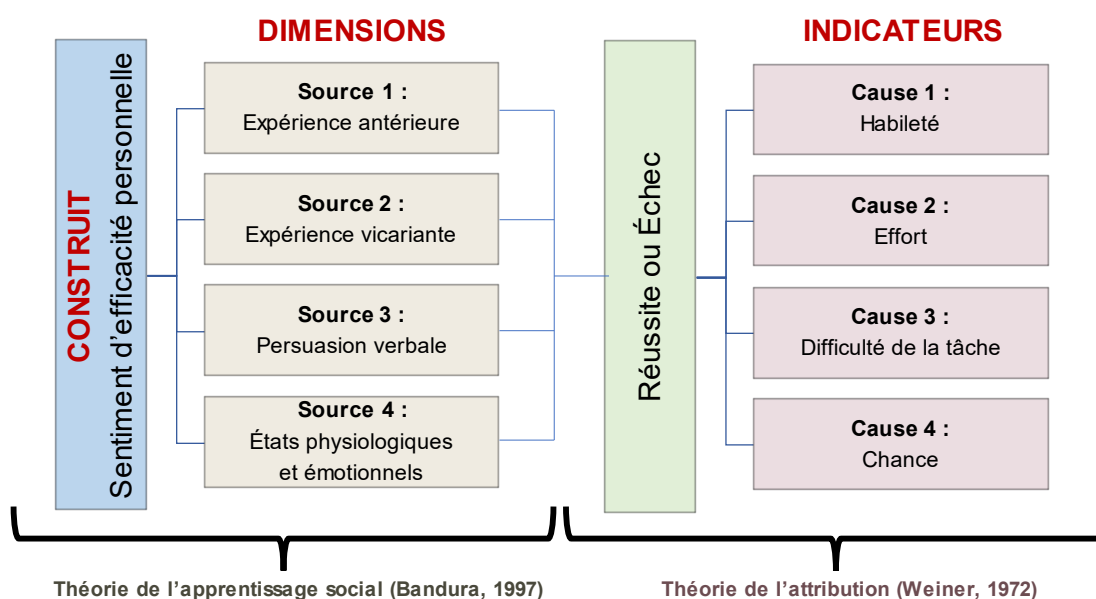 DIMENSIONS
INDICATEURS
CONSTRUIT
Sentiment d'efficacité personnelle
Source 1 :
Expérience antérieure
Source 2 :
Expérience vicariante
Source 3 :
Persuasion verbale
Source 4 :
États physiologiques
et émotionnels
Réussite ou Échec
Cause 1 :
Habileté
Cause 2 :
Effort
Cause 3 :
Difficulté de la tâche
Cause 4 :
Chance
Théorie de l'apprentissage social (Bandura, 1997)
Théorie de l'attribution (Weiner, 1972)